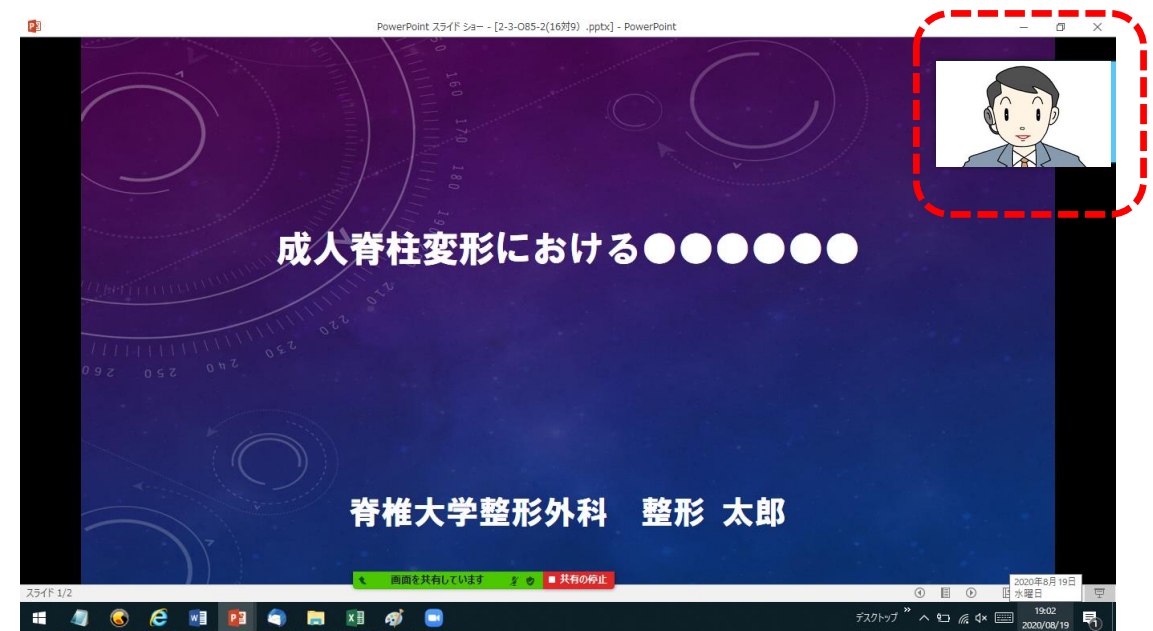 PowerPoint スライド ショー - [2-3-O85-2(16対9) .pptx] - PowerPoint
150
160
170
180
190
210
220
230
240
250
260
成人脊柱変形における●●●●●●
脊椎大学整形外科 整形 太郎
画面を共有しています
共有の停止
スライド 1/2
2020年8月19日
水曜日
デスクトップ
19:02
2020/08/19
1